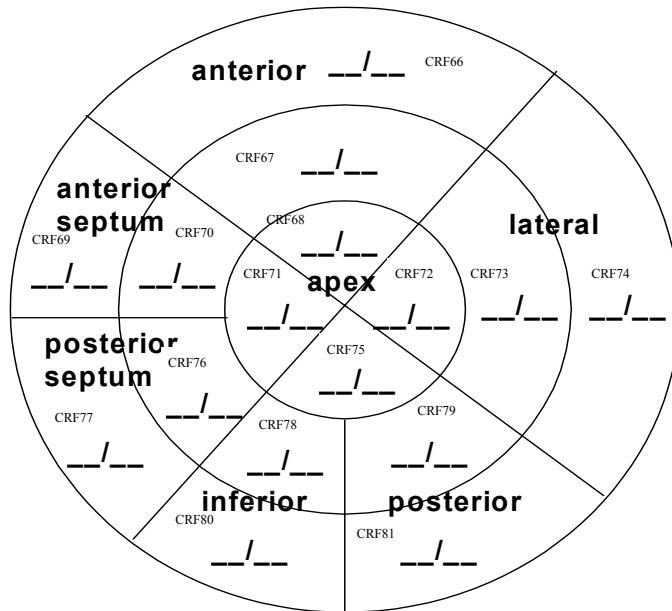 anterior __/__ CRF66
CRF67 __/__
anterior
septum
CRF68 __/__
CRF69 __/__
CRF70 __/__
lateral
apex
CRF71 __/__
CRF72 __/__
CRF73 __/__
CRF74 __/__
posterior
septum
CRF75 __/__
CRF76 __/__
CRF77 __/__
CRF78 __/__
CRF79 __/__
inferior
posterior
CRF80 __/__
CRF81 __/__